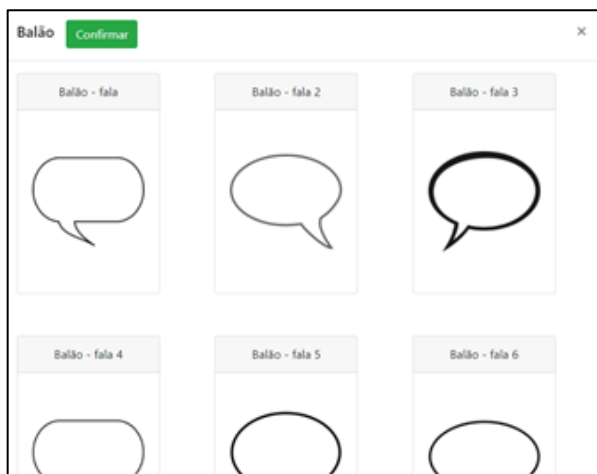 Balão Confirmar ×
Balão - fala
Balão - fala 2
Balão - fala 3
Balão - fala 4
Balão - fala 5
Balão - fala 6